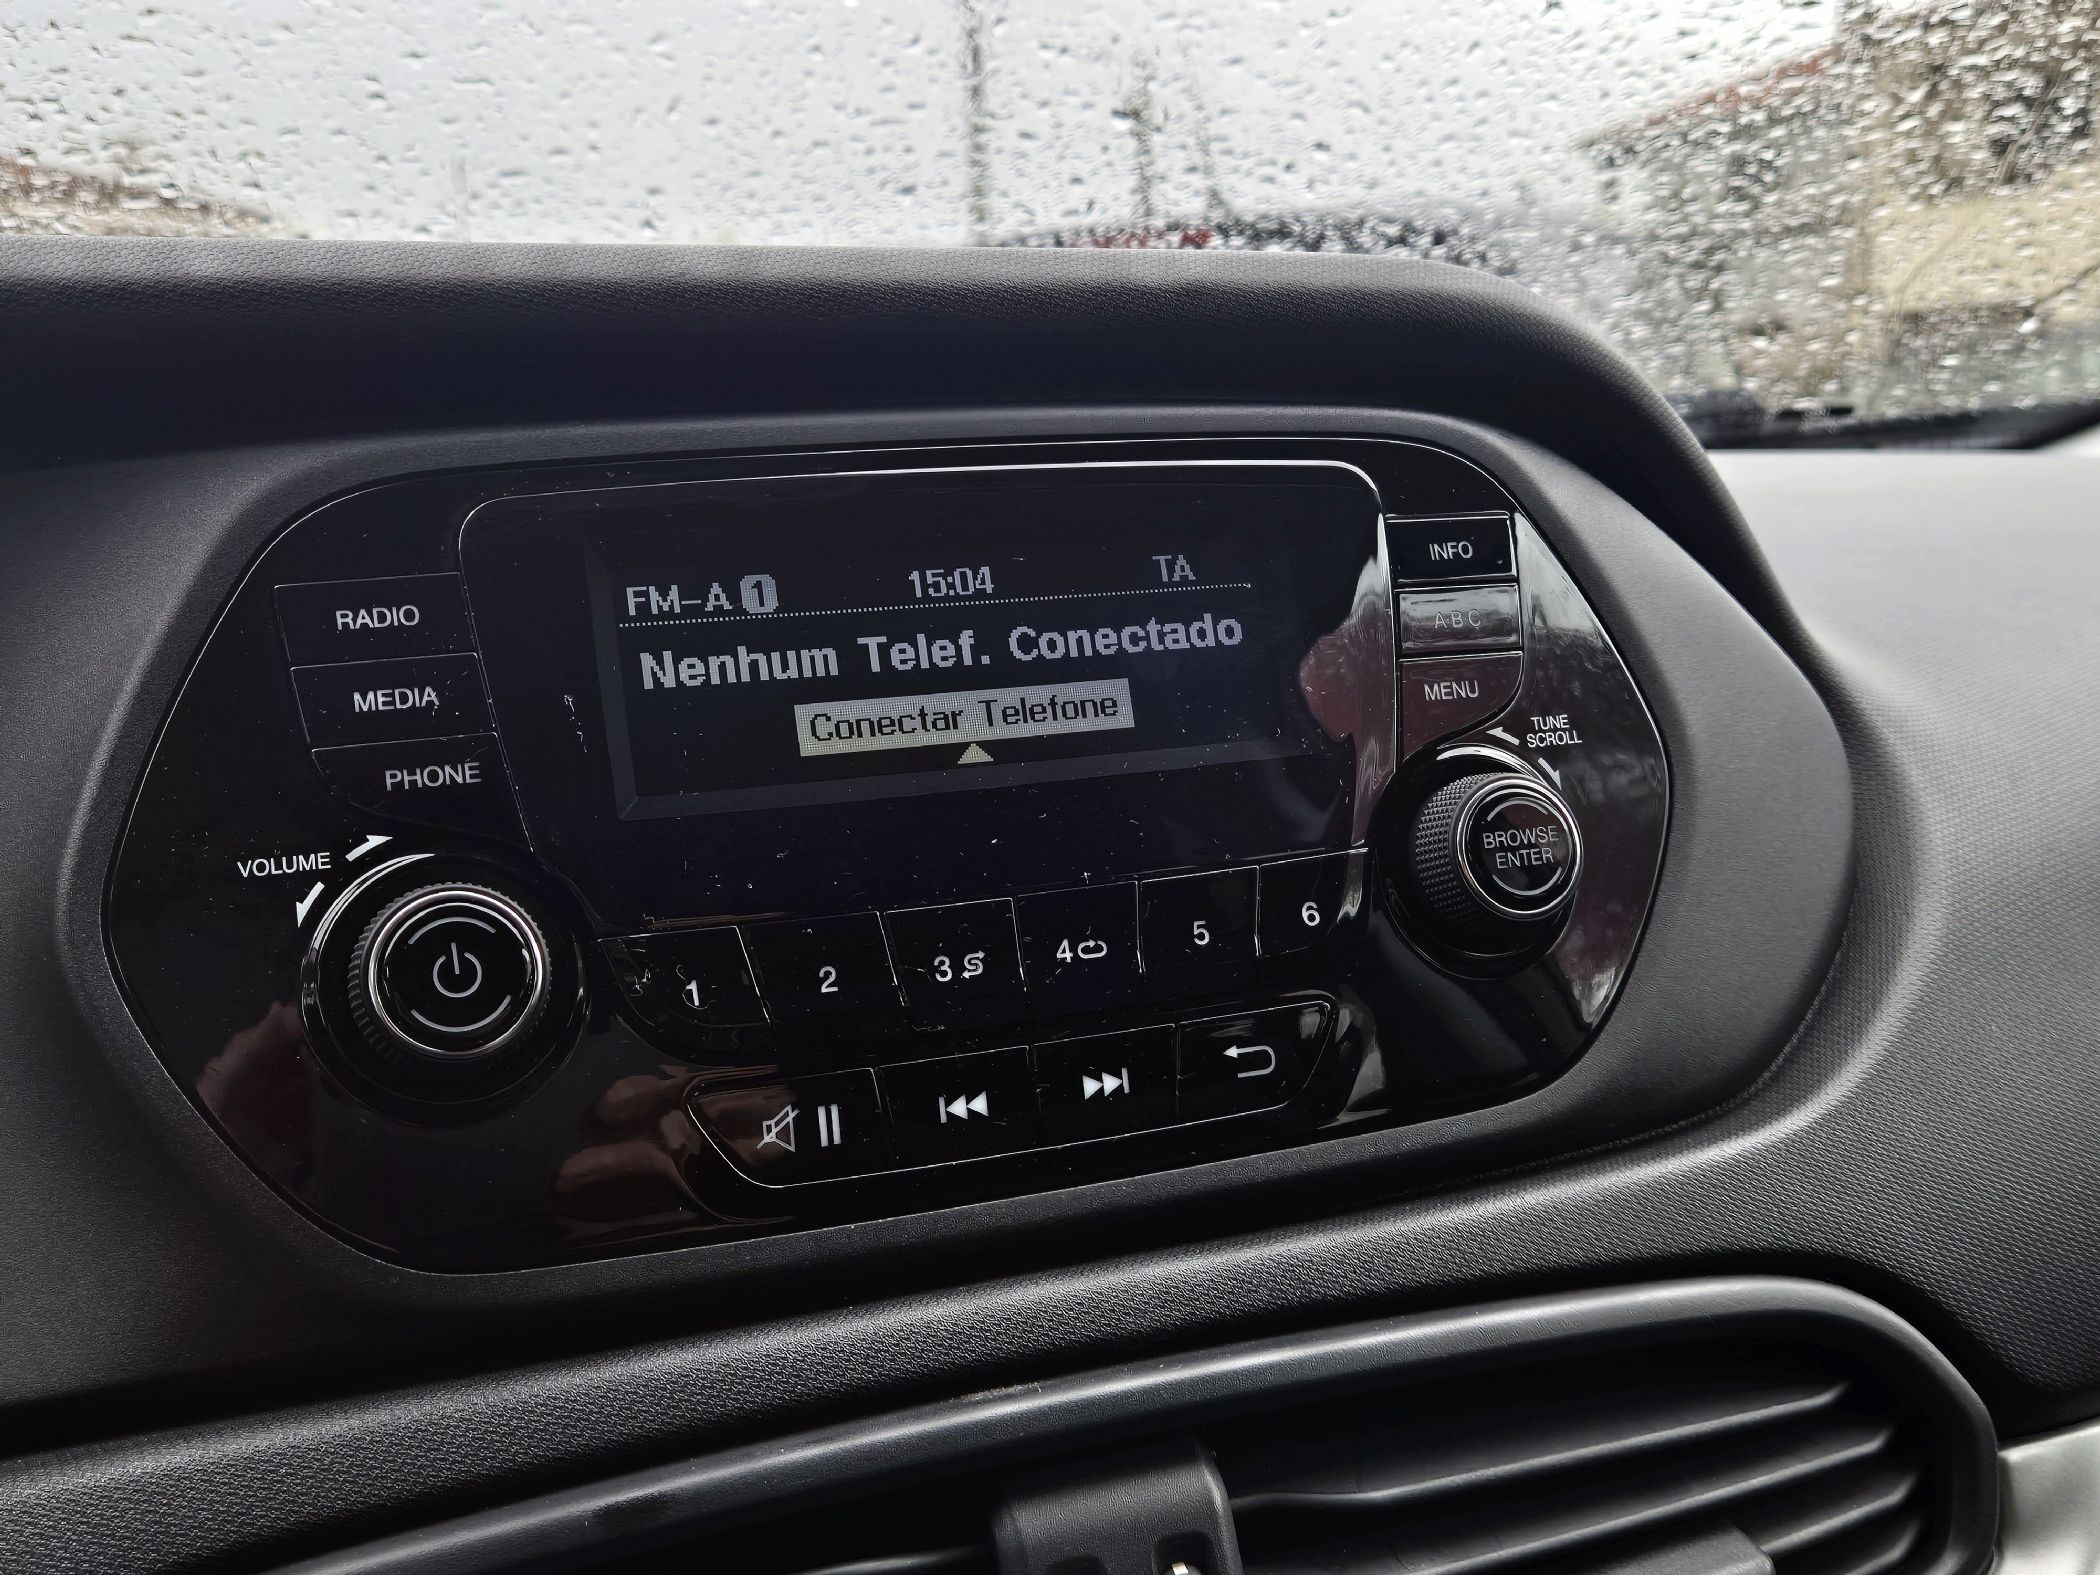 FM-A 1 15:04 TA
Nenhum Telef. Conectado
Conectar Telefone
RADIO
MEDIA
PHONE
VOLUME
INFO
A·B·C
MENU
TUNE
SCROLL
BROWSE
ENTER
1 2 3 4 5 6